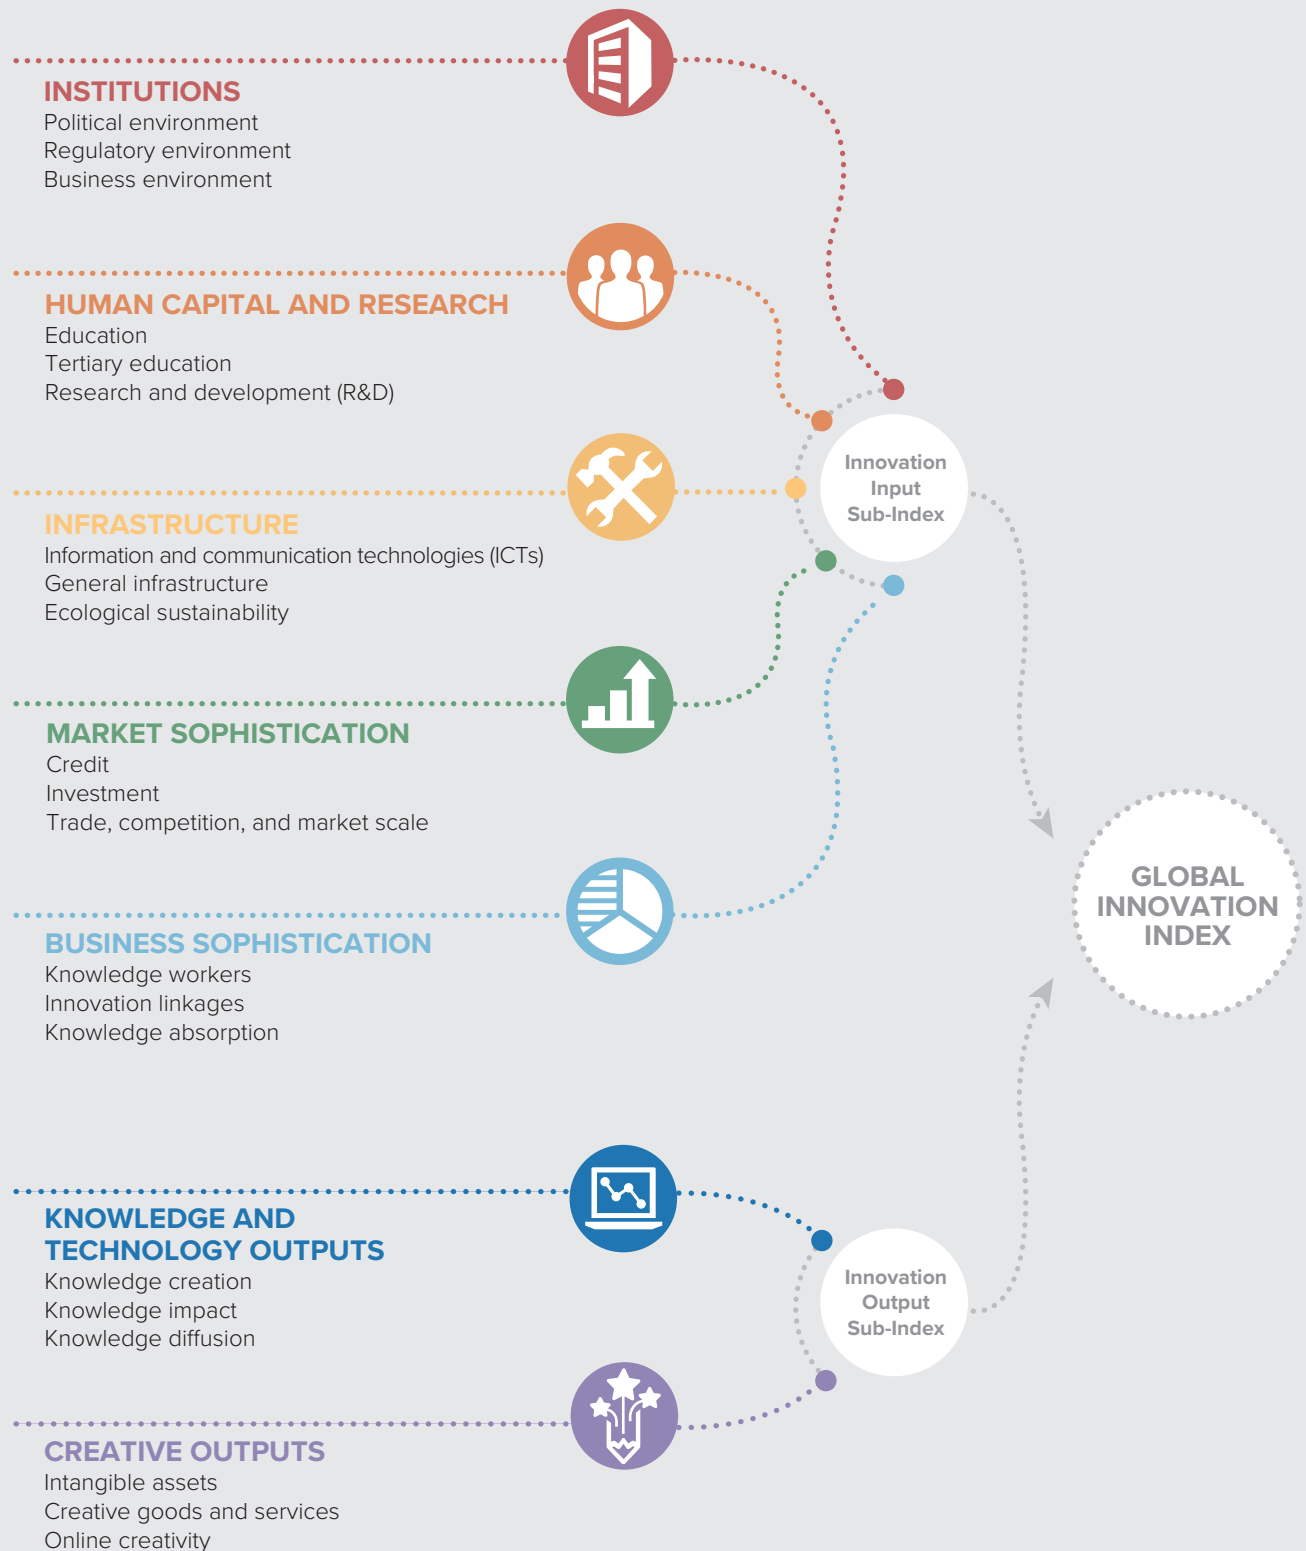 INSTITUTIONS
Political environment
Regulatory environment
Business environment
HUMAN CAPITAL AND RESEARCH
Education
Tertiary education
Research and development (R&D)
Innovation
Input
Sub-Index
INFRASTRUCTURE
Information and communication technologies (ICTs)
General infrastructure
Ecological sustainability
MARKET SOPHISTICATION
Credit
Investment
Trade, competition, and market scale
GLOBAL
INNOVATION
INDEX
BUSINESS SOPHISTICATION
Knowledge workers
Innovation linkages
Knowledge absorption
KNOWLEDGE AND
TECHNOLOGY OUTPUTS
Knowledge creation
Knowledge impact
Knowledge diffusion
Innovation
Output
Sub-Index
CREATIVE OUTPUTS
Intangible assets
Creative goods and services
Online creativity